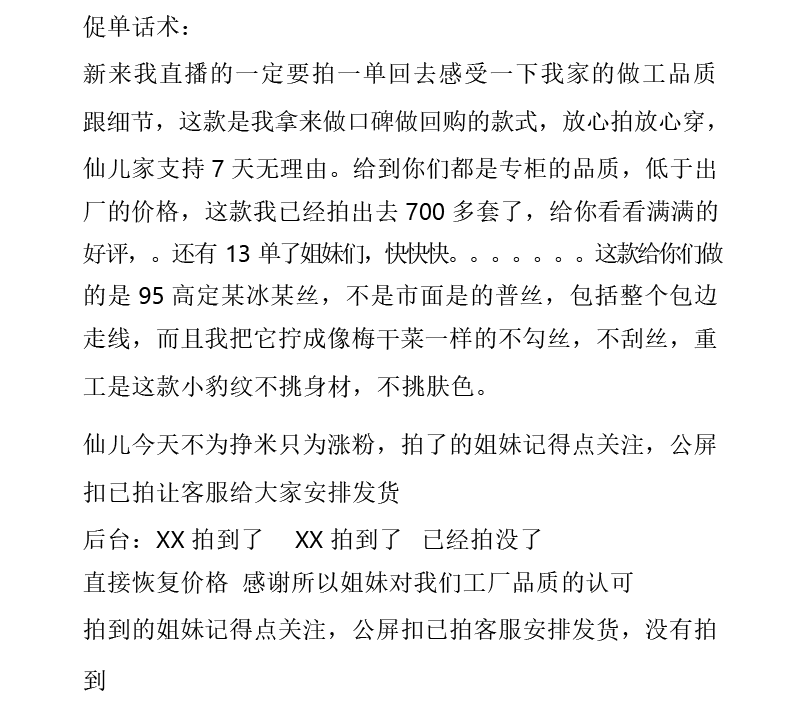 促单话术：
新来我直播的一定要拍一单回去感受一下我家的做工品质
跟细节，这款是我拿来做口碑做回购的款式，放心拍放心穿，
仙儿家支持 7 天无理由。给到你们都是专柜的品质，低于出
厂的价格，这款我已经拍出去 700 多套了，给你看看满满的
好评，。还有 13 单了姐妹们，快快快。。。。。。。这款给你们做
的是 95 高定某冰某丝，不是市面是的普丝，包括整个包边
走线，而且我把它拧成像梅干菜一样的不勾丝，不刮丝，重
工是这款小豹纹不挑身材，不挑肤色。
仙儿今天不为挣米只为涨粉，拍了的姐妹记得点关注，公屏
扣已拍让客服给大家安排发货
后台：XX 拍到了 XX 拍到了 已经拍没了
直接恢复价格 感谢所以姐妹对我们工厂品质的认可
拍到的姐妹记得点关注，公屏扣已拍客服安排发货，没有拍
到